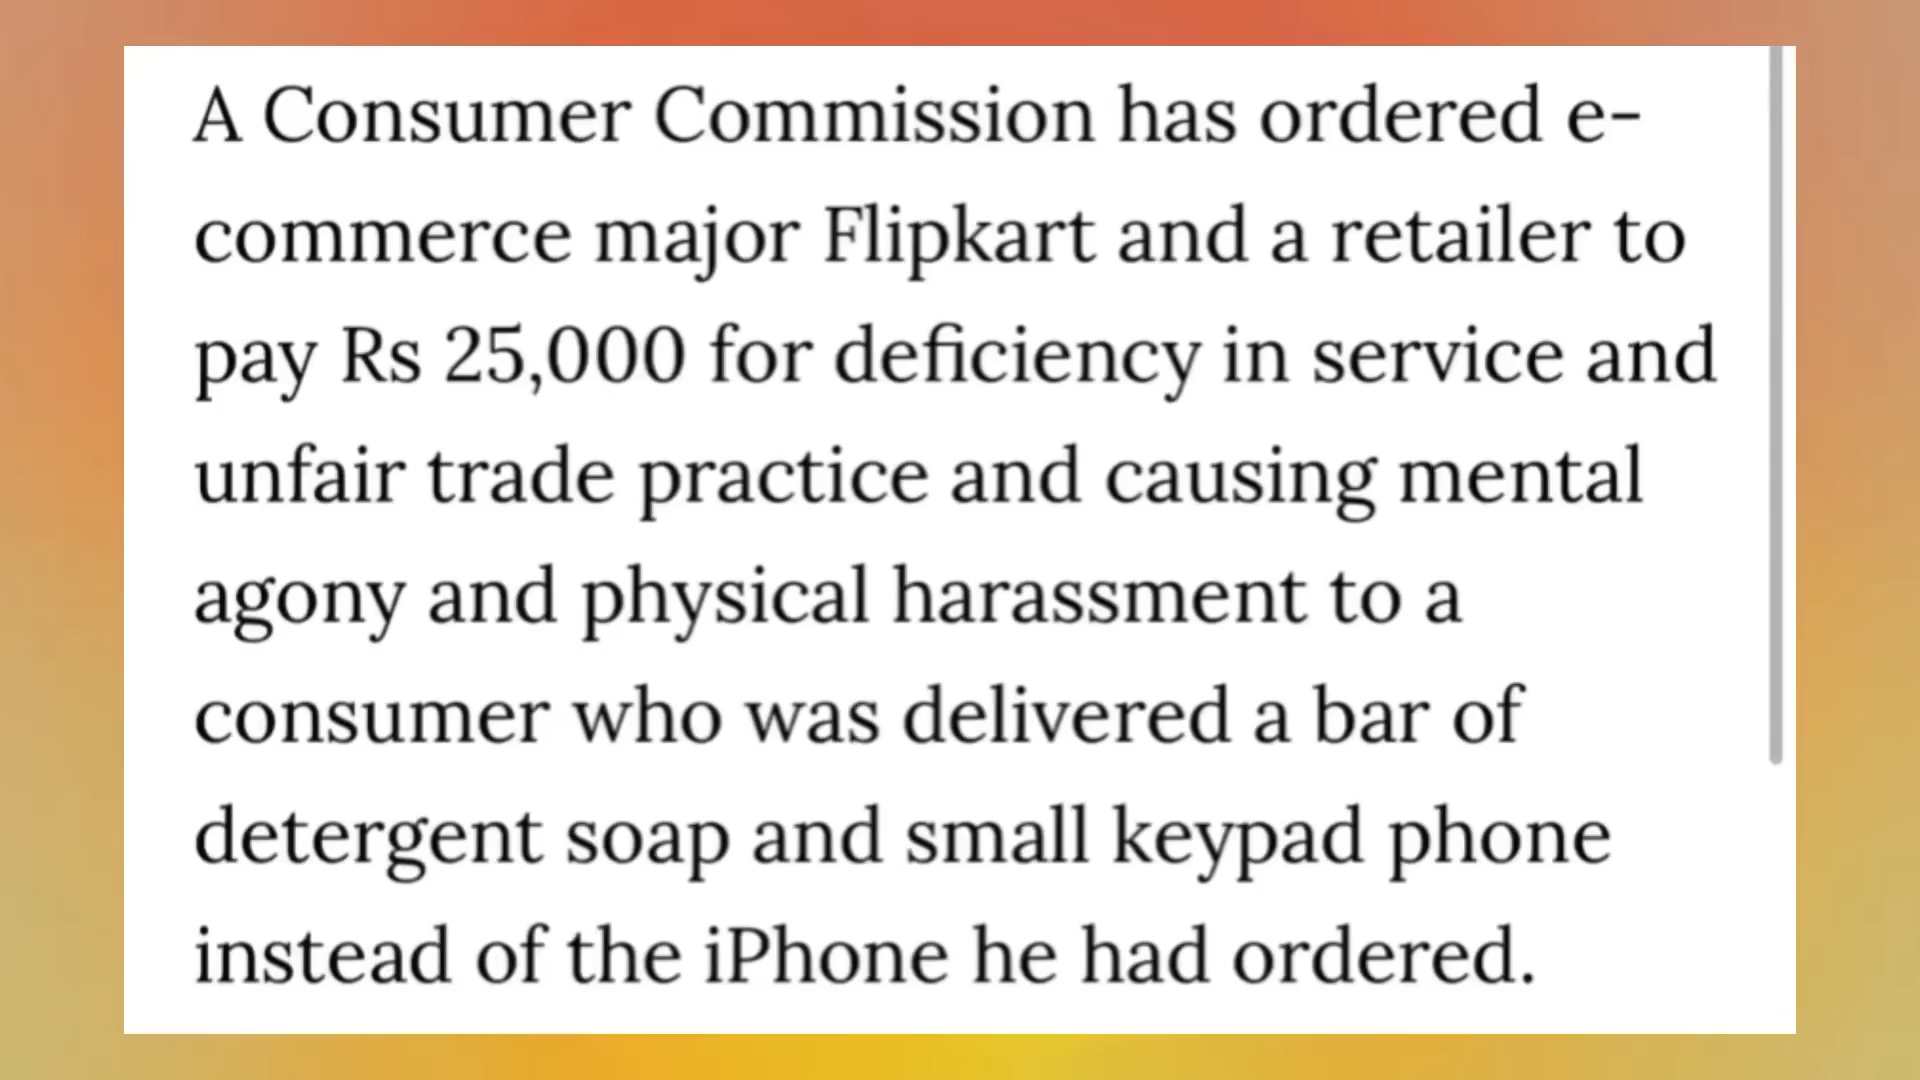 A Consumer Commission has ordered e-
commerce major Flipkart and a retailer to
pay Rs 25,000 for deficiency in service and
unfair trade practice and causing mental
agony and physical harassment to a
consumer who was delivered a bar of
detergent soap and small keypad phone
instead of the iPhone he had ordered.